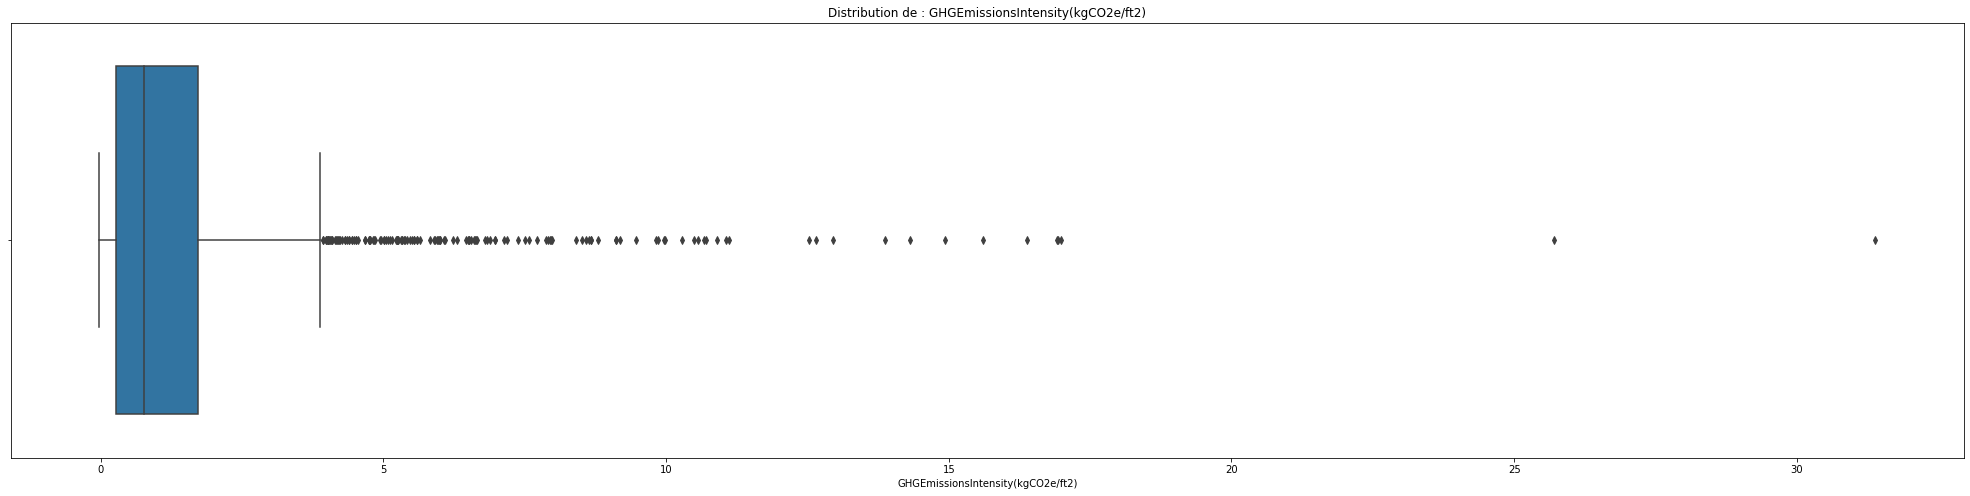 Distribution de : GHGEmissionsIntensity(kgCO2e/ft2)
0 5 10 15 20 25 30
GHGEmissionsIntensity(kgCO2e/ft2)